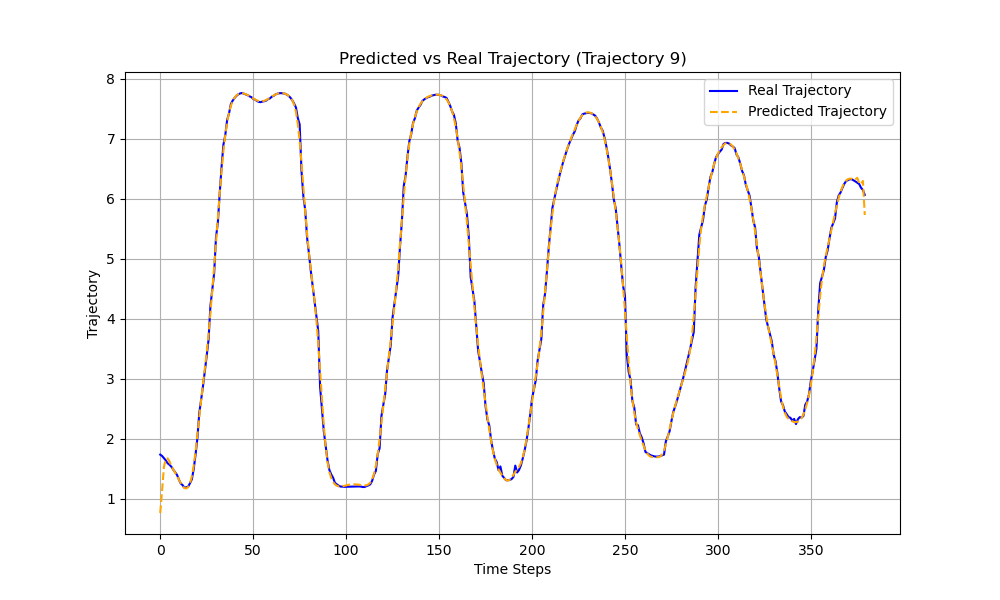 Predicted vs Real Trajectory (Trajectory 9)
Real Trajectory
Predicted Trajectory
8
7
6
5
4
3
2
1
Trajectory
0 50 100 150 200 250 300 350
Time Steps